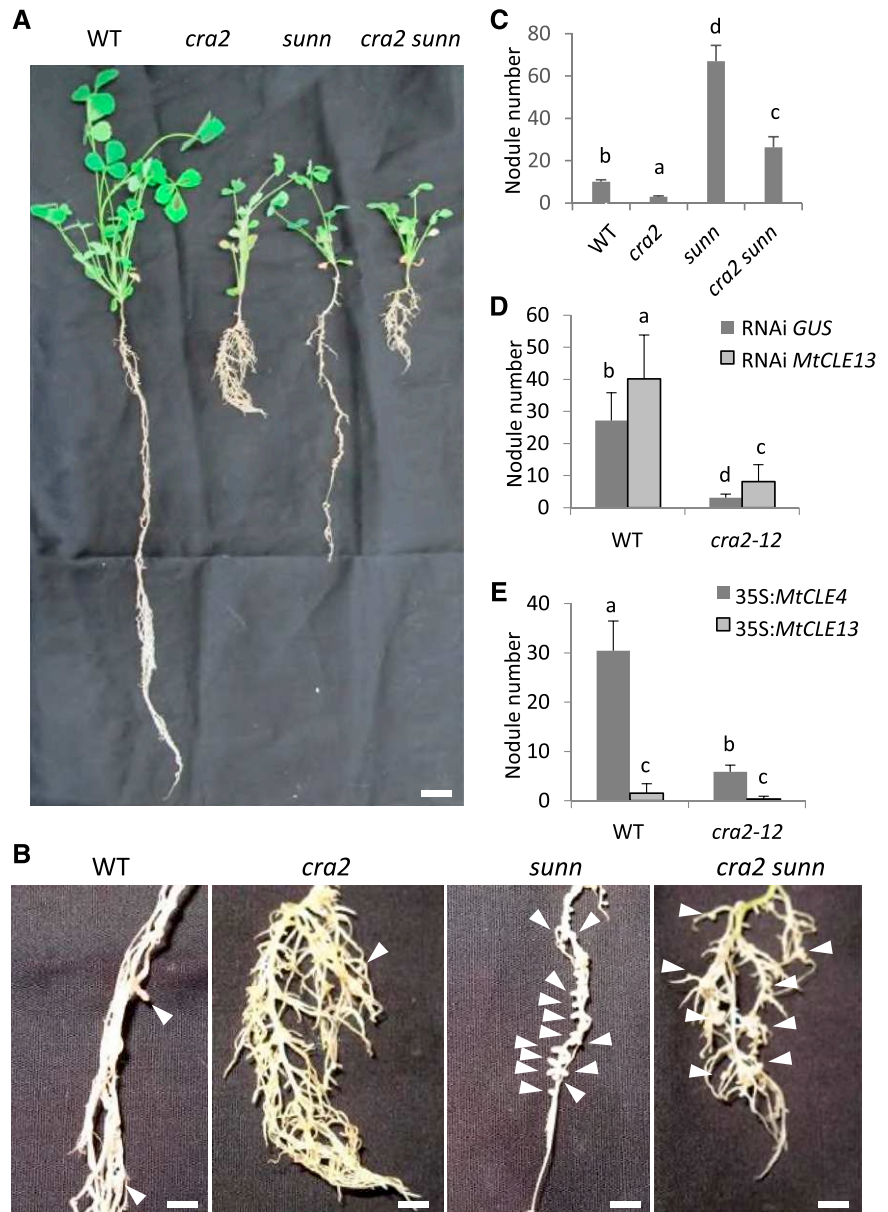 A
WT cra2 sunn cra2 sunn
C
Nodule number
80
60
40
20
0
b
a
d
c
WT
cra2
sunn
cra2 sunn
D
Nodule number
60
50
40
30
20
10
0
b
a
d
c
RNAi GUS
RNAi MtCLE13
WT
cra2-12
E
Nodule number
40
30
20
10
0
a
c
b
c
35S:MtCLE4
35S:MtCLE13
WT
cra2-12
B
WT cra2 sunn cra2 sunn